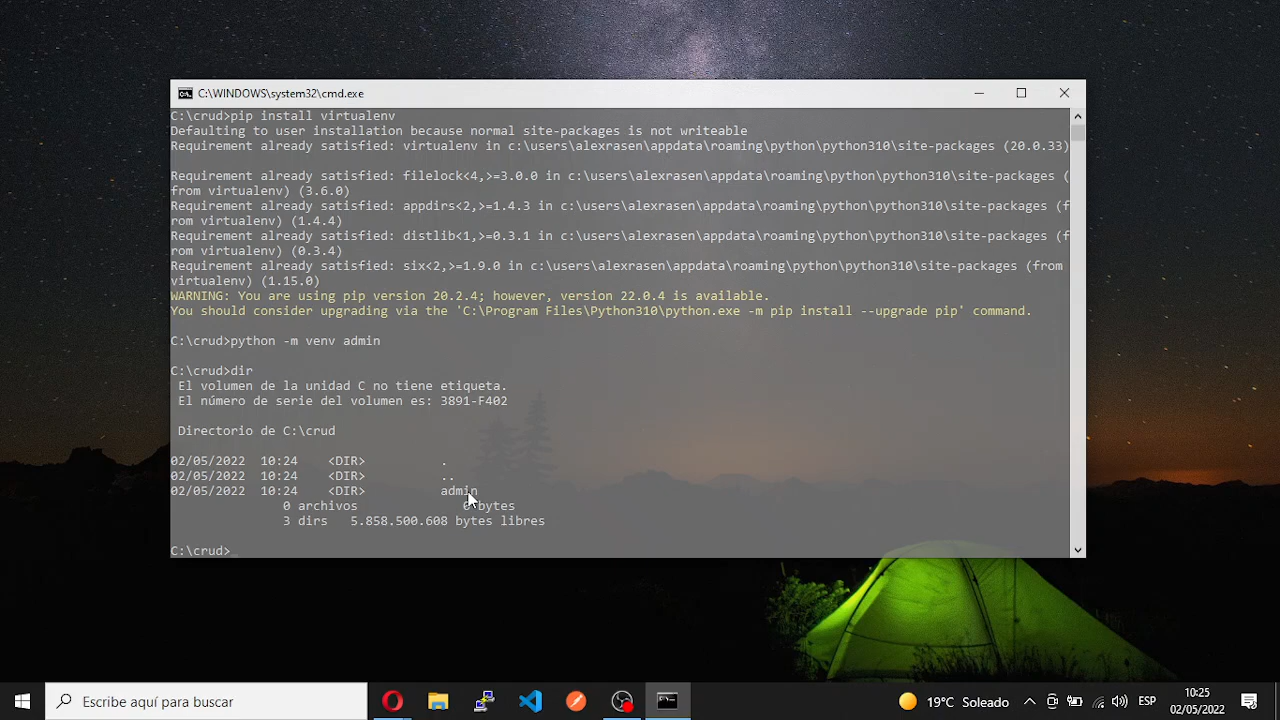 C:\WINDOWS\system32\cmd.exe
C:\crud>pip install virtualenv
Defaulting to user installation because normal site-packages is not writeable
Requirement already satisfied: virtualenv in c:\users\alexrasen\appdata\roaming\python\python310\site-packages (20.0.33)
Requirement already satisfied: filelock<4,>=3.0.0 in c:\users\alexrasen\appdata\roaming\python\python310\site-packages (
from virtualenv) (3.6.0)
Requirement already satisfied: appdirs<2,>=1.4.3 in c:\users\alexrasen\appdata\roaming\python\python310\site-packages (f
rom virtualenv) (1.4.4)
Requirement already satisfied: distlib<1,>=0.3.1 in c:\users\alexrasen\appdata\roaming\python\python310\site-packages (f
rom virtualenv) (0.3.4)
Requirement already satisfied: six<2,>=1.9.0 in c:\users\alexrasen\appdata\roaming\python\python310\site-packages (from
virtualenv) (1.15.0)
WARNING: You are using pip version 20.2.4; however, version 22.0.4 is available.
You should consider upgrading via the 'C:\Program Files\Python310\python.exe -m pip install --upgrade pip' command.
C:\crud>python -m venv admin
C:\crud>dir
El volumen de la unidad C no tiene etiqueta.
El número de serie del volumen es: 3891-F402
Directorio de C:\crud
02/05/2022 10:24 <DIR> .
02/05/2022 10:24 <DIR> ..
02/05/2022 10:24 <DIR> admin
0 archivos 0 bytes
3 dirs 5.858.500.608 bytes libres
C:\crud>_
Escribe aquí para buscar
19°C Soleado
ESP
10:25
02/05/2022